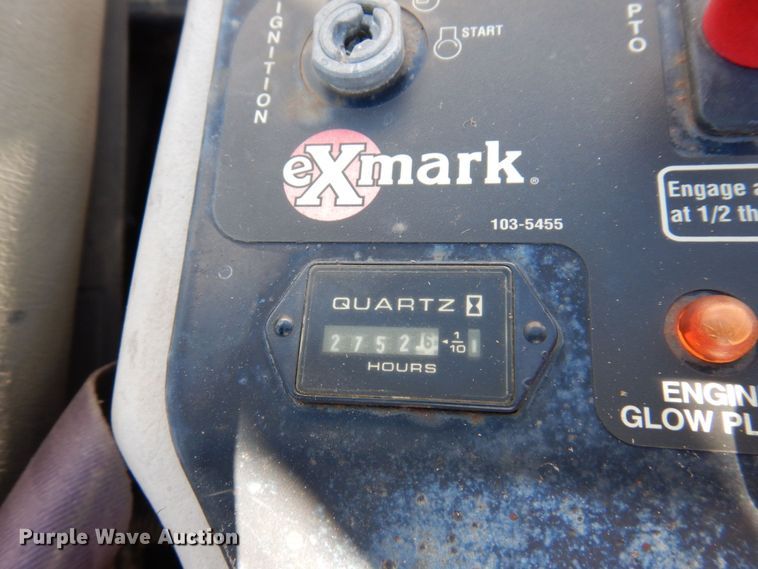 IGNITION
START
PTO
eXmark®
103-5455
Engage a
at 1/2 th
QUARTZ
2752.6 1/10
HOURS
ENGIN
GLOW PL
Purple Wave Auction